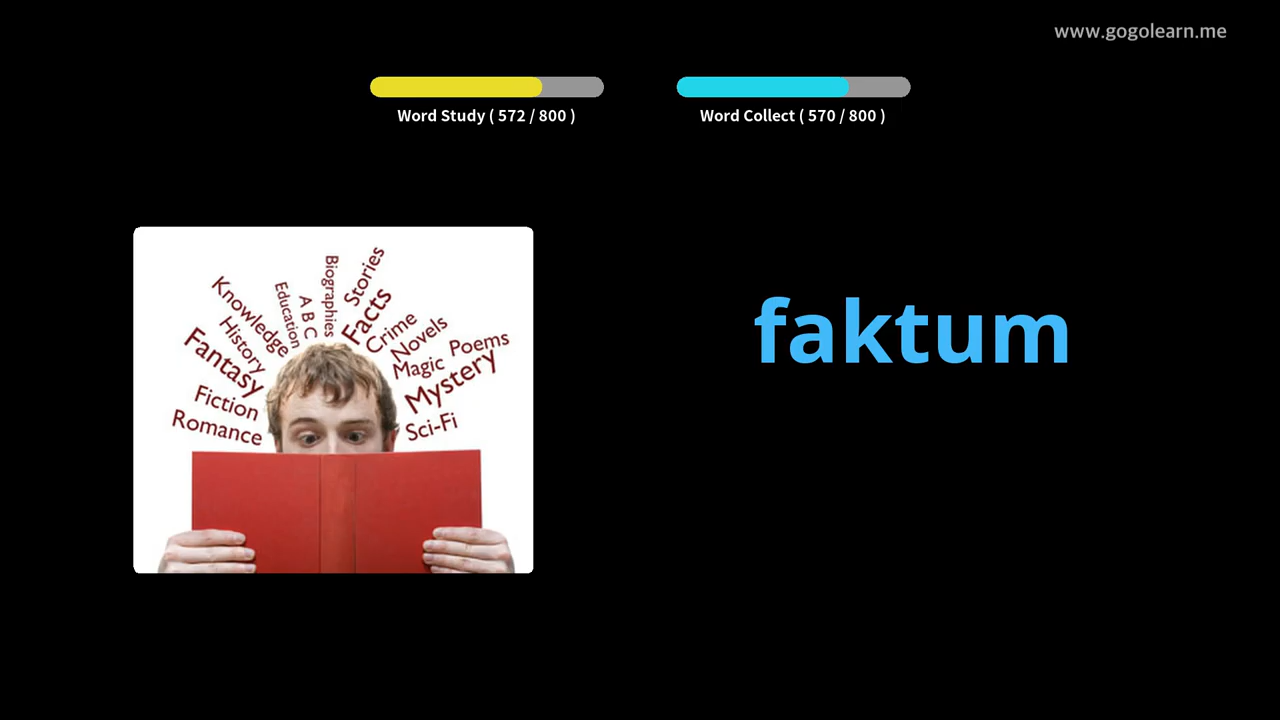 www.gogolearn.me
Word Study ( 572 / 800 )
Word Collect ( 570 / 800 )
faktum
Biographies
Stories
Education
A B C
Facts
Knowledge
Crime
History
Novels
Poems
Fantasy
Magic
Mystery
Fiction
Romance
Sci-Fi